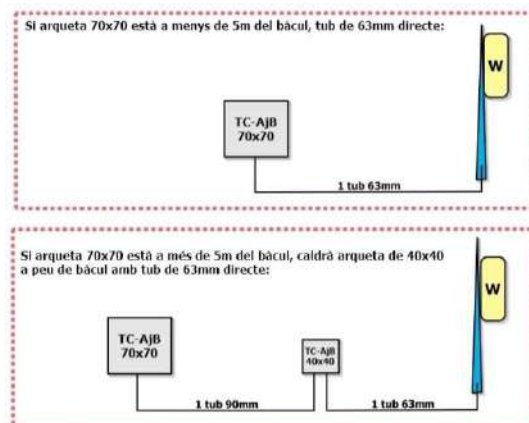 Si arqueta 70x70 està a menys de 5m del bàcul, tub de 63mm directe:
W
TC-AjB
70x70
1 tub 63mm
Si arqueta 70x70 està a més de 5m del bàcul, caldrà arqueta de 40x40
a peu de bàcul amb tub de 63mm directe:
W
TC-AjB
70x70
TC-AjB
40x40
1 tub 90mm
1 tub 63mm